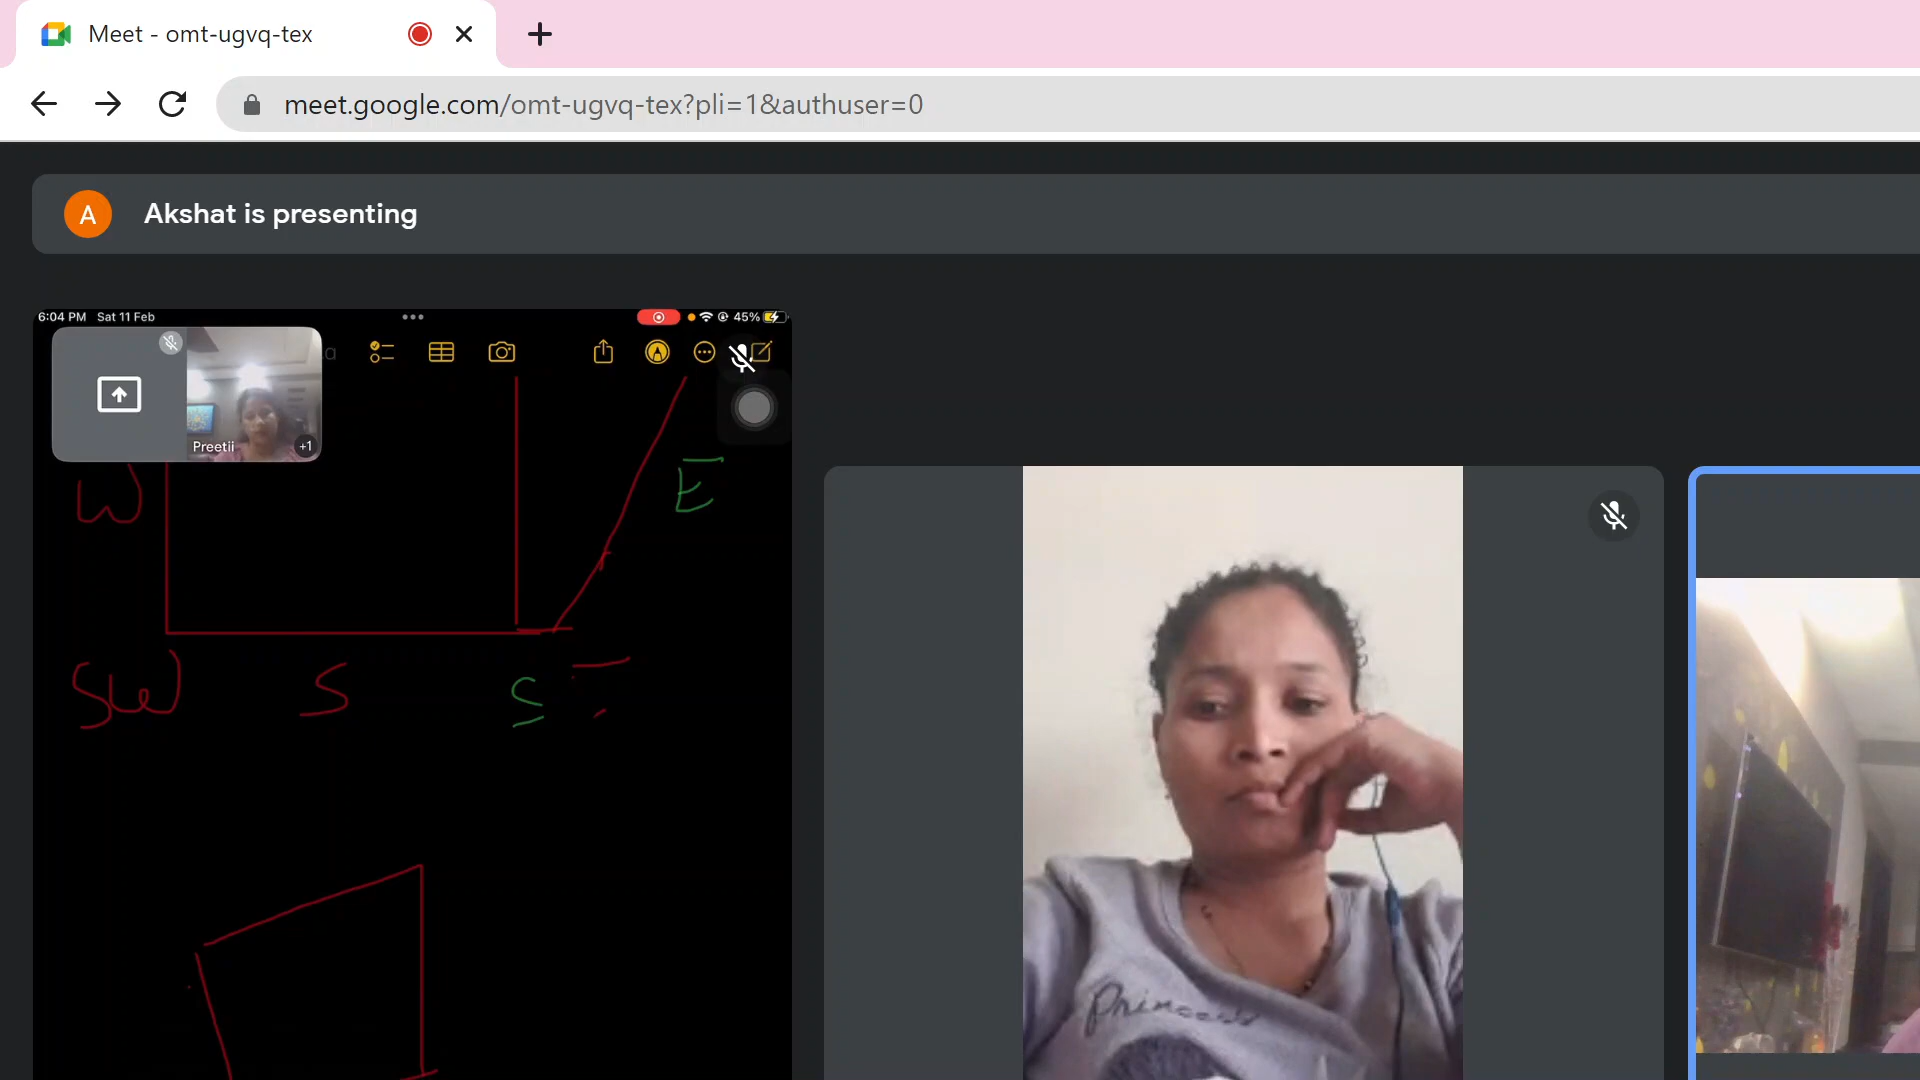 Meet - omt-ugvq-tex
meet.google.com/omt-ugvq-tex?pli=1&authuser=0
A
Akshat is presenting
6:04 PM Sat 11 Feb
45%
Preetii
+1
W
E
SW S S
Princess